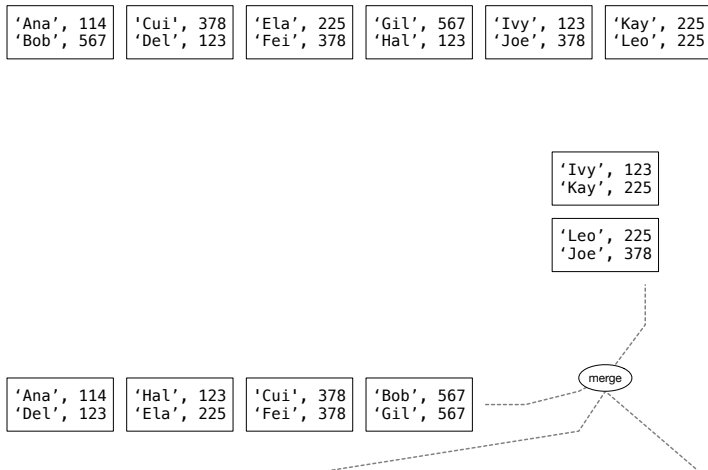 ‘Ana’, 114 'Cui', 378 ‘Ela’, 225 ‘Gil’, 567 ‘Ivy’, 123 ‘Kay’, 225
‘Bob’, 567 ‘Del’, 123 ‘Fei’, 378 ‘Hal’, 123 ‘Joe’, 378 ‘Leo’, 225
‘Ivy’, 123
‘Kay’, 225
‘Leo’, 225
‘Joe’, 378
merge
‘Ana’, 114 ‘Hal’, 123 'Cui', 378 ‘Bob’, 567
‘Del’, 123 ‘Ela’, 225 ‘Fei’, 378 ‘Gil’, 567